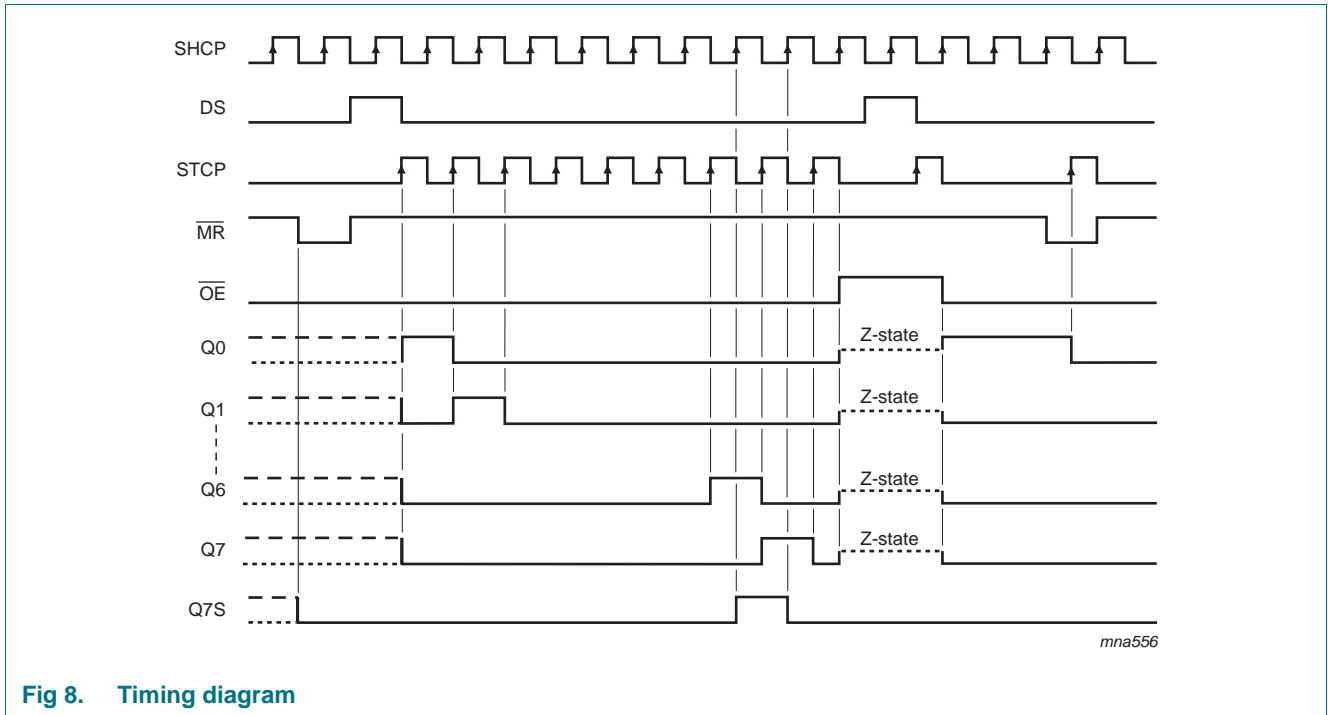 SHCP
DS
STCP
MR
OE
Q0 Z-state
Q1 Z-state
Q6 Z-state
Q7 Z-state
Q7S
mna556
Fig 8. Timing diagram